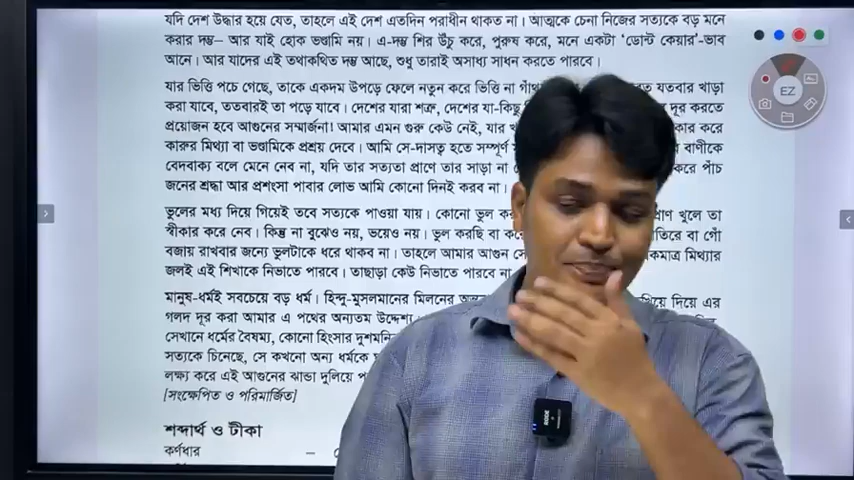 যদি দেশ উদ্ধার হয়ে যেত, তাহলে এই দেশ এতদিন পরাধীন থাকত না। আত্মকে চেনা নিজের সত্যকে বড় মনে
করার দম্ভ– আর যাই হোক ভণ্ডামি নয়। এ-দম্ভ শির উঁচু করে, পুরুষ করে, মনে একটা ‘ডোন্ট কেয়ার’-ভাব
আনে। আর যাদের এই তথাকথিত দম্ভ আছে, শুধু তারাই অসাধ্য সাধন করতে পারবে।
যার ভিত্তি পচে গেছে, তাকে একদম উপড়ে ফেলে নতুন করে ভিত্তি না যতবার খাড়া
করা যাবে, ততবারই তা পড়ে যাবে। দেশের যারা শত্রু, দেশের যা-কিছু দূর করতে
প্রয়োজন হবে আগুনের সম্মার্জনা! আমার এমন গুরু কেউ নেই, যার করে
কারুর মিথ্যা বা ভণ্ডামিকে প্রশ্রয় দেবে। আমি সে-দাসত্ব হতে সম্পূর্ণ বাণীকে
বেদবাক্য বলে মেনে নেব না, যদি তার সত্যতা প্রাণে তার সাড়া না করে পাঁচ
জনের শ্রদ্ধা আর প্রশংসা পাবার লোভ আমি কোনো দিনই করব না।
ভুলের মধ্য দিয়ে গিয়েই তবে সত্যকে পাওয়া যায়। কোনো ভুল খুলে তা
স্বীকার করে নেব। কিন্তু না বুঝেও নয়, ভয়েও নয়। ভুল করছি বা বা গোঁ
বজায় রাখবার জন্যে ভুলটাকে ধরে থাকব না। তাহলে আমার আগুন মিথ্যার
জলই এই শিখাকে নিভাতে পারবে। তাছাড়া কেউ নিভাতে পারবে না
মানুষ-ধর্মই সবচেয়ে বড় ধর্ম। হিন্দু-মুসলমানের মিলনের দিয়ে এর
গলদ দূর করা আমার এ পথের অন্যতম উদ্দেশ্য
সেখানে ধর্মের বৈষম্য, কোনো হিংসার
সত্যকে চিনেছে, সে কখনো অন্য ধর্মকে
লক্ষ্য করে এই আগুনের ঝান্ডা দুলিয়ে
[সংক্ষেপিত ও পরিমার্জিত]
শব্দার্থ ও টীকা
কর্ণধার
EZ
RODE